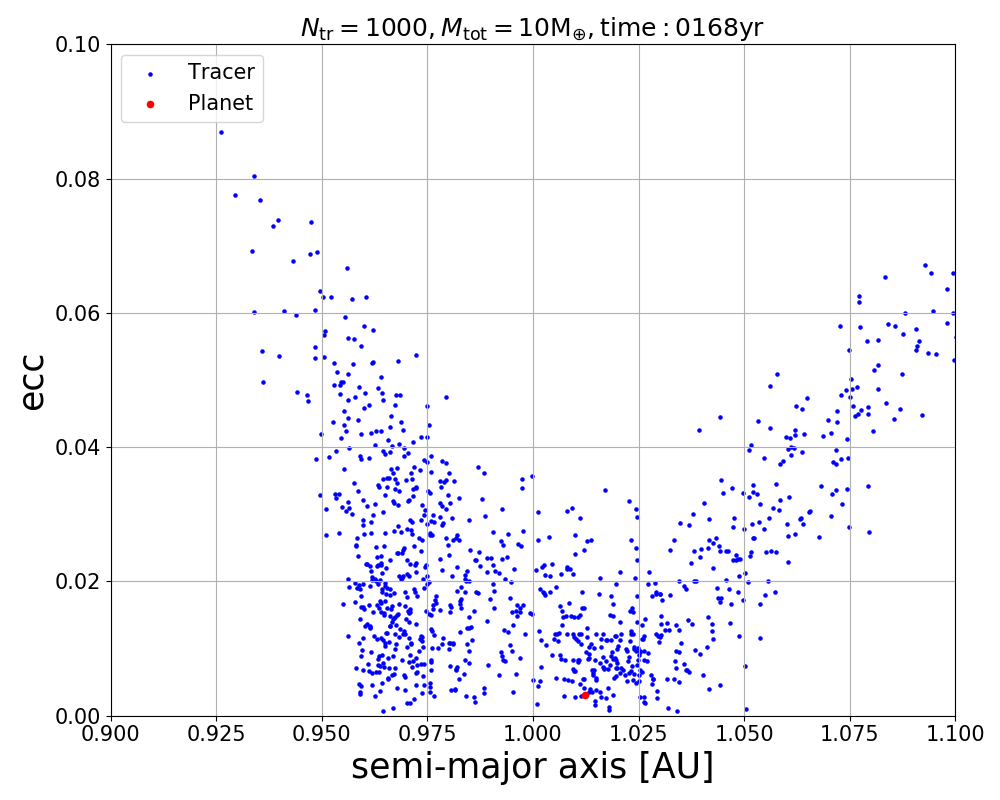 N_tr = 1000, M_tot = 10M_⊕, time : 0168yr
Tracer
Planet
0.10
0.08
0.06
0.04
0.02
0.00
ecc
0.900 0.925 0.950 0.975 1.000 1.025 1.050 1.075 1.100
semi-major axis [AU]